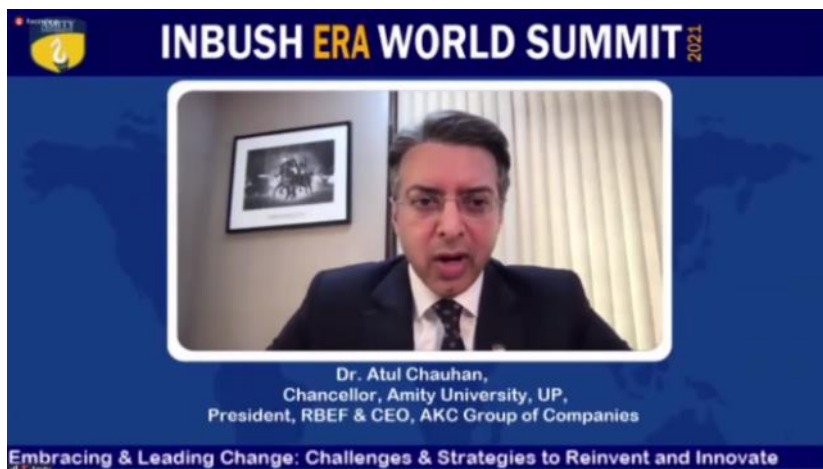 AMITY
INBUSH ERA WORLD SUMMIT 2021
Dr. Atul Chauhan,
Chancellor, Amity University, UP,
President, RBEF & CEO, AKC Group of Companies
Embracing & Leading Change: Challenges & Strategies to Reinvent and Innovate